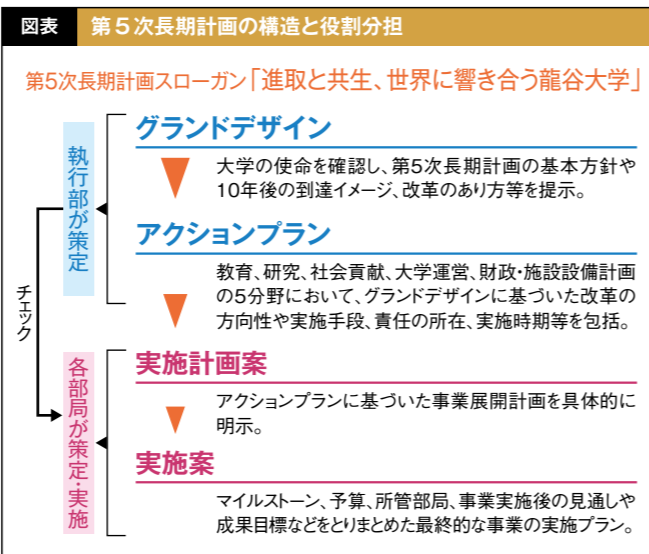 図表 第5次長期計画の構造と役割分担
第5次長期計画スローガン「進取と共生、世界に響き合う龍谷大学」
執行部が策定
グランドデザイン
大学の使命を確認し、第5次長期計画の基本方針や
10年後の到達イメージ、改革のあり方等を提示。
アクションプラン
教育、研究、社会貢献、大学運営、財政・施設設備計画
の5分野において、グランドデザインに基づいた改革の
方向性や実施手段、責任の所在、実施時期等を包括。
チェック
各部局が策定・実施
実施計画案
アクションプランに基づいた事業展開計画を具体的に
明示。
実施案
マイルストーン、予算、所管部局、事業実施後の見通しや
成果目標などをとりまとめた最終的な事業の実施プラン。